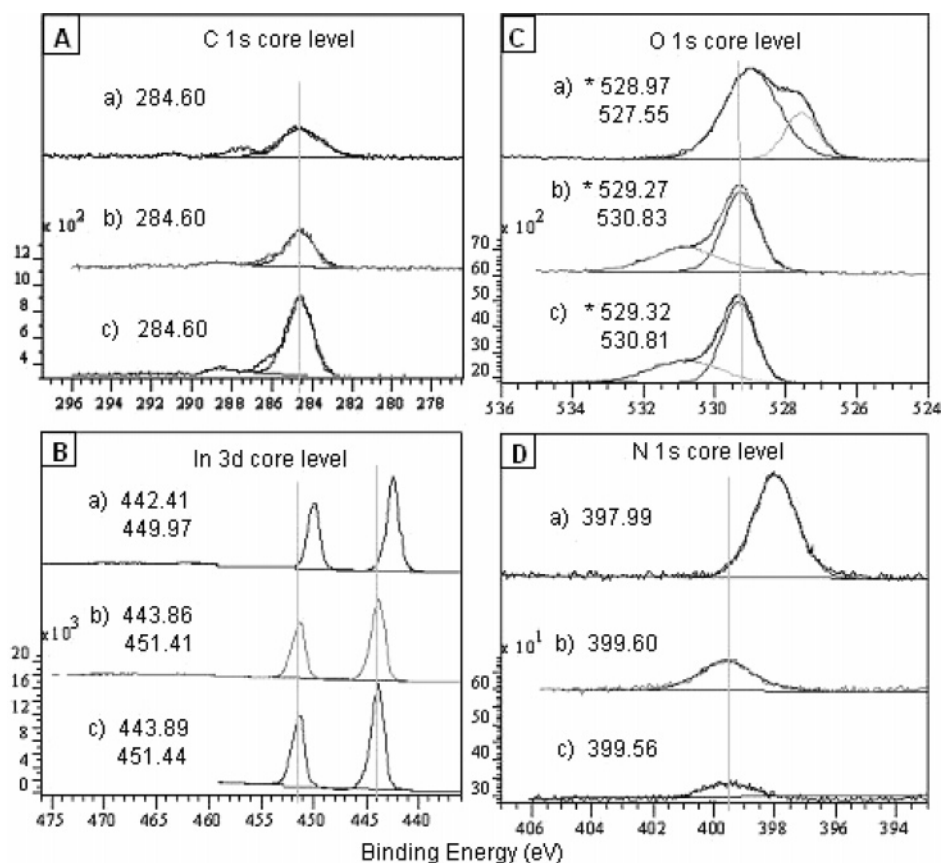 A
C 1s core level
a) 284.60
b) 284.60
c) 284.60
x 10²
12
10
8
6
4
296 294 292 290 288 286 284 282 280 278
C
O 1s core level
a) * 528.97
527.55
b) * 529.27
530.83
c) * 529.32
530.81
x 10²
70
60
50
40
30
20
536 534 532 530 528 526 524
B
In 3d core level
a) 442.41
449.97
b) 443.86
451.41
c) 443.89
451.44
x 10³
20
16
12
8
4
0
475 470 465 460 455 450 445 440
D
N 1s core level
a) 397.99
b) 399.60
c) 399.56
x 10¹
60
50
40
30
406 404 402 400 398 396 394
Binding Energy (eV)